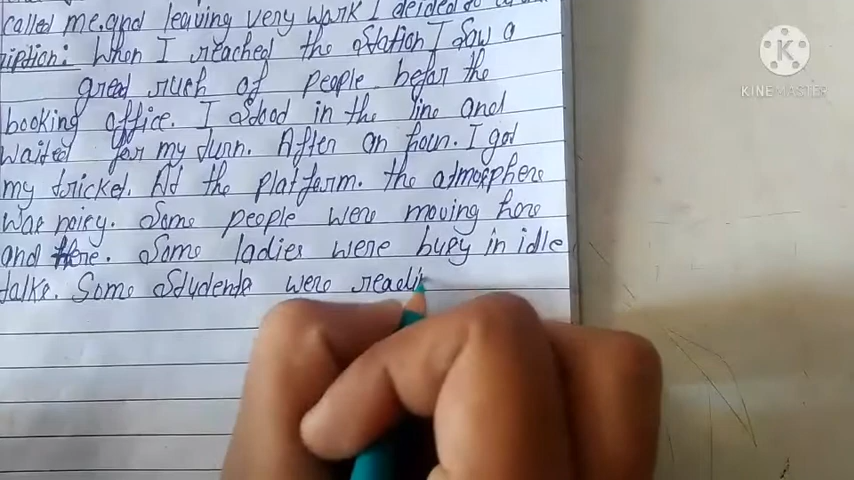 called me.and leaving very work I deided
ription: When I reached the Station I Saw a
great ruch of people befor the
booking office. I Stood in the line and
waited for my turn. After an hour. I got
my tricket. At the platform. the atmosphere
was noisy. Some people were moving here
and there. Some ladies were busy in idle
talks. Some Students were readi
K
KINEMASTER